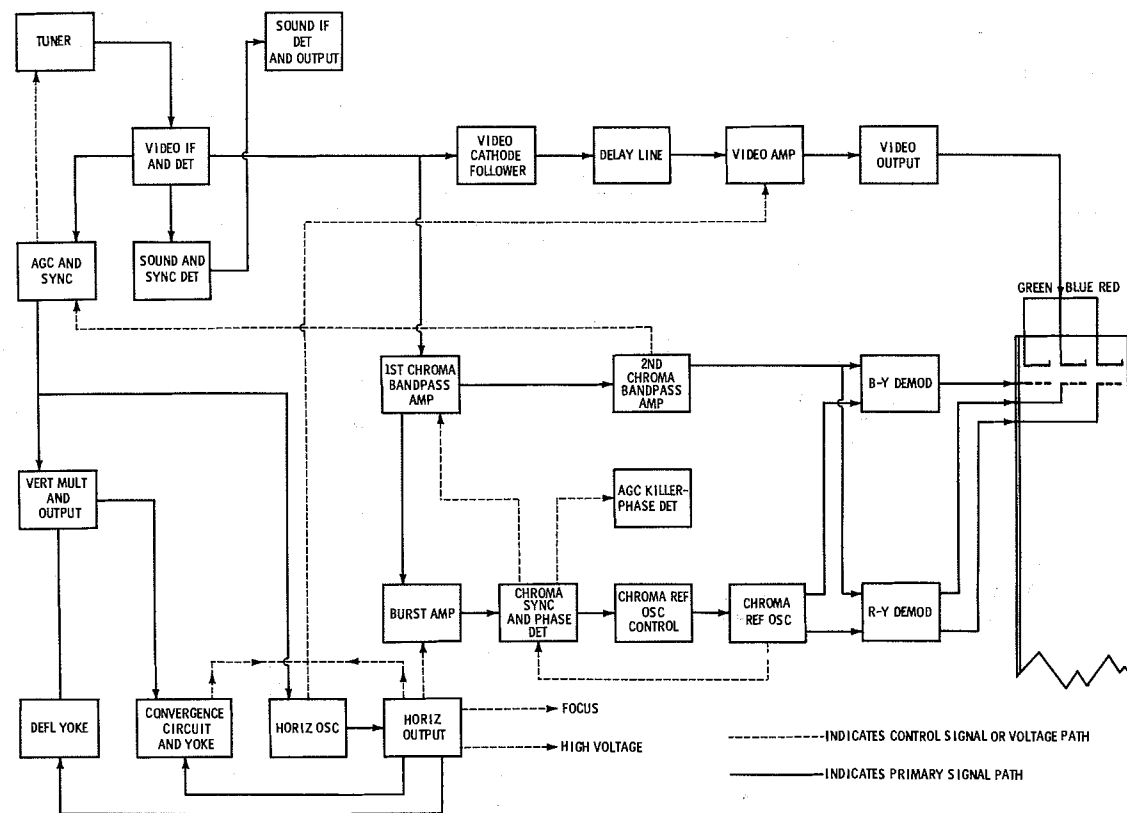 TUNER
SOUND IF
DET
AND OUTPUT
VIDEO IF
AND DET
VIDEO
CATHODE
FOLLOWER
DELAY LINE
VIDEO AMP
VIDEO
OUTPUT
AGC AND
SYNC
SOUND AND
SYNC DET
GREEN BLUE RED
1ST CHROMA
BANDPASS
AMP
2ND
CHROMA
BANDPASS
AMP
B-Y DEMOD
VERT MULT
AND
OUTPUT
AGC KILLER-
PHASE DET
BURST AMP
CHROMA
SYNC
AND PHASE
DET
CHROMA REF
OSC
CONTROL
CHROMA
REF OSC
R-Y DEMOD
DEFL YOKE
CONVERGENCE
CIRCUIT
AND YOKE
HORIZ OSC
HORIZ
OUTPUT
FOCUS
HIGH VOLTAGE
INDICATES CONTROL SIGNAL OR VOLTAGE PATH
INDICATES PRIMARY SIGNAL PATH